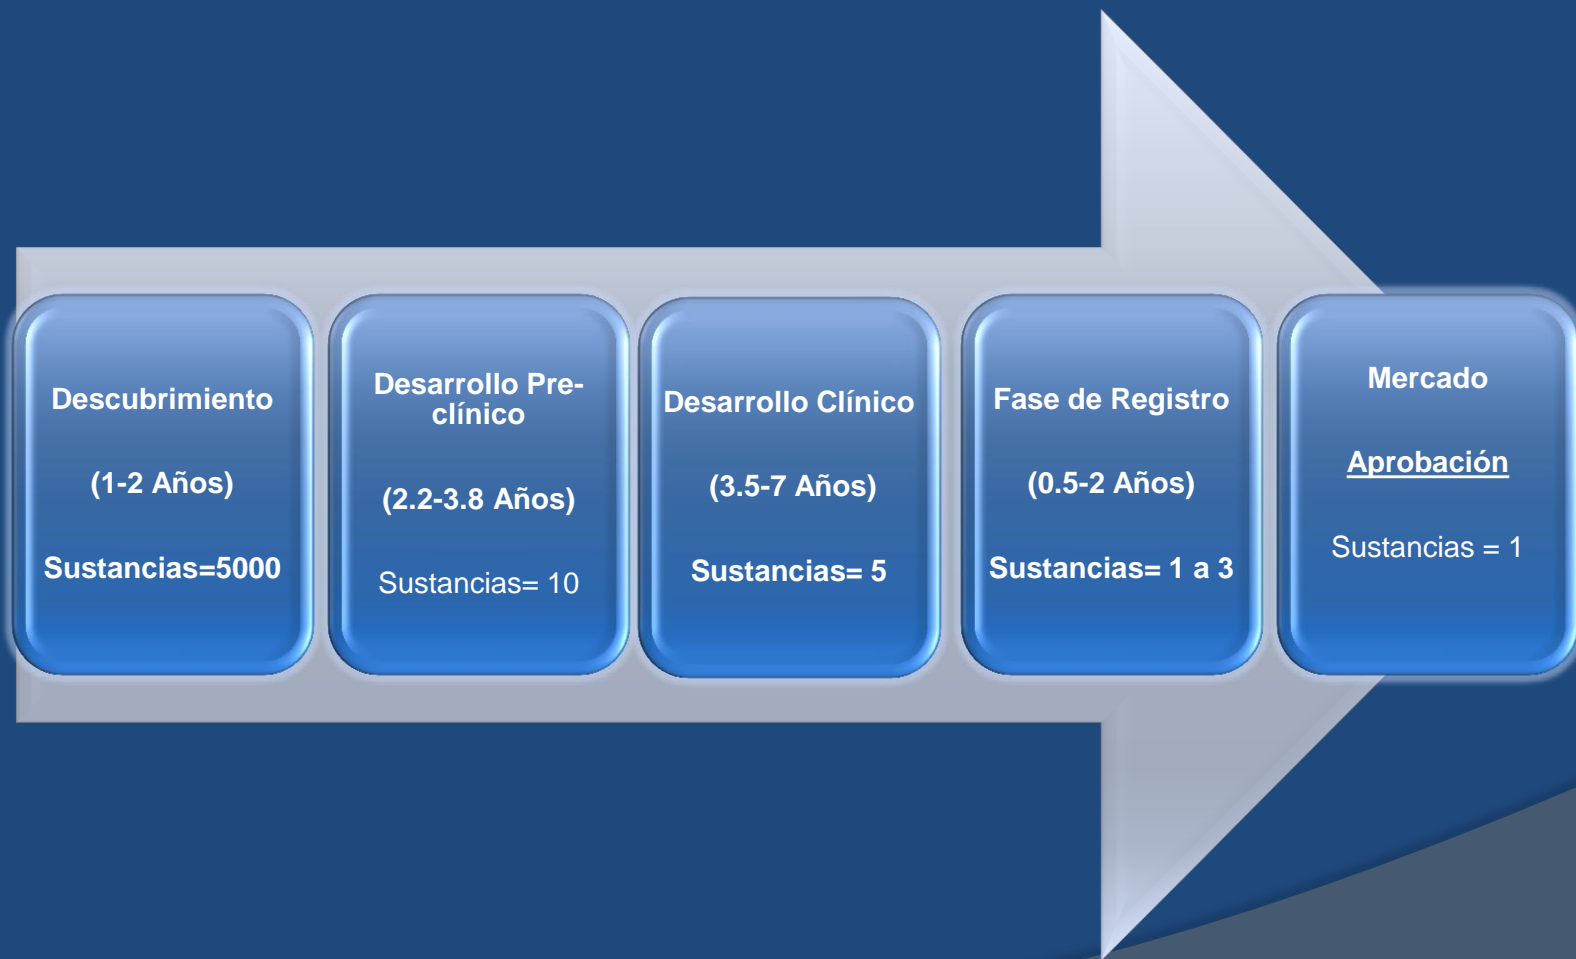 Descubrimiento
(1-2 Años)
Sustancias=5000
Desarrollo Pre-
clínico
(2.2-3.8 Años)
Sustancias= 10
Desarrollo Clínico
(3.5-7 Años)
Sustancias= 5
Fase de Registro
(0.5-2 Años)
Sustancias= 1 a 3
Mercado
Aprobación
Sustancias = 1